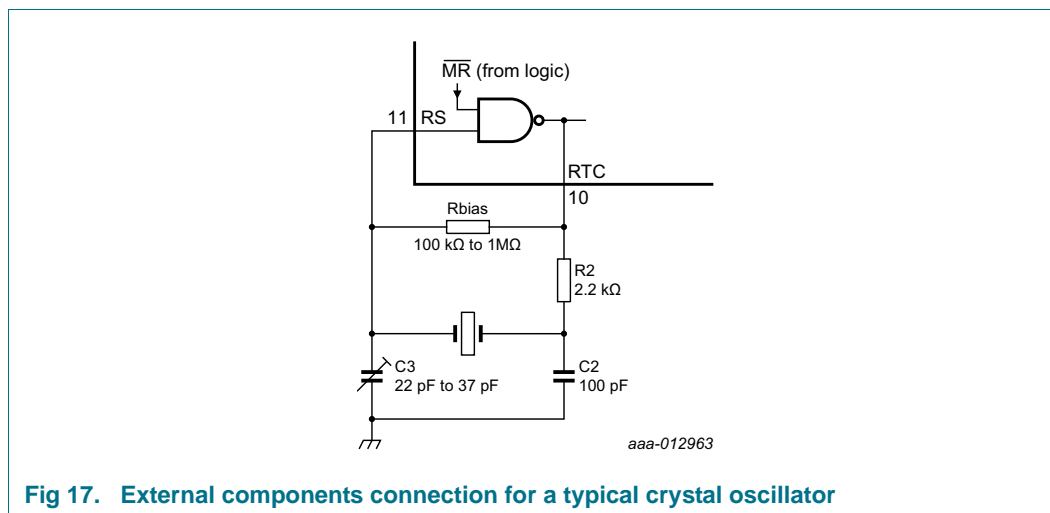 M̅R̅ (from logic)
11 RS
RTC
10
Rbias
100 kΩ to 1MΩ
R2
2.2 kΩ
C3
22 pF to 37 pF
C2
100 pF
aaa-012963
Fig 17. External components connection for a typical crystal oscillator